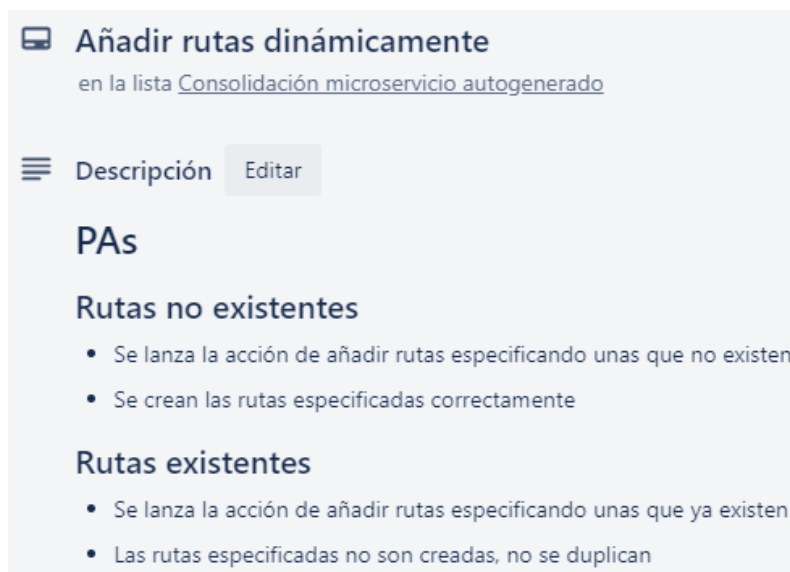 Añadir rutas dinámicamente
en la lista Consolidación microservicio autogenerado
Descripción Editar
PAs
Rutas no existentes
• Se lanza la acción de añadir rutas especificando unas que no existen
• Se crean las rutas especificadas correctamente
Rutas existentes
• Se lanza la acción de añadir rutas especificando unas que ya existen
• Las rutas especificadas no son creadas, no se duplican